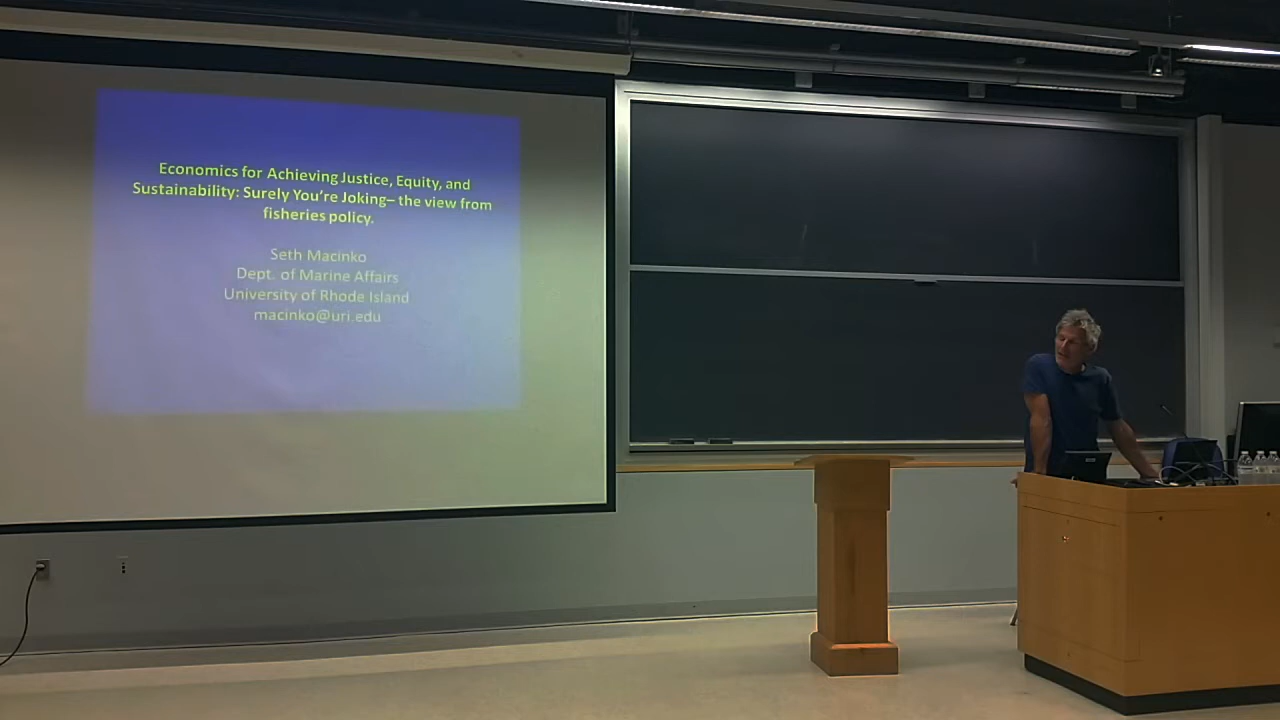 Economics for Achieving Justice, Equity, and
Sustainability: Surely You're Joking– the view from
fisheries policy.
Seth Macinko
Dept. of Marine Affairs
University of Rhode Island
macinko@uri.edu